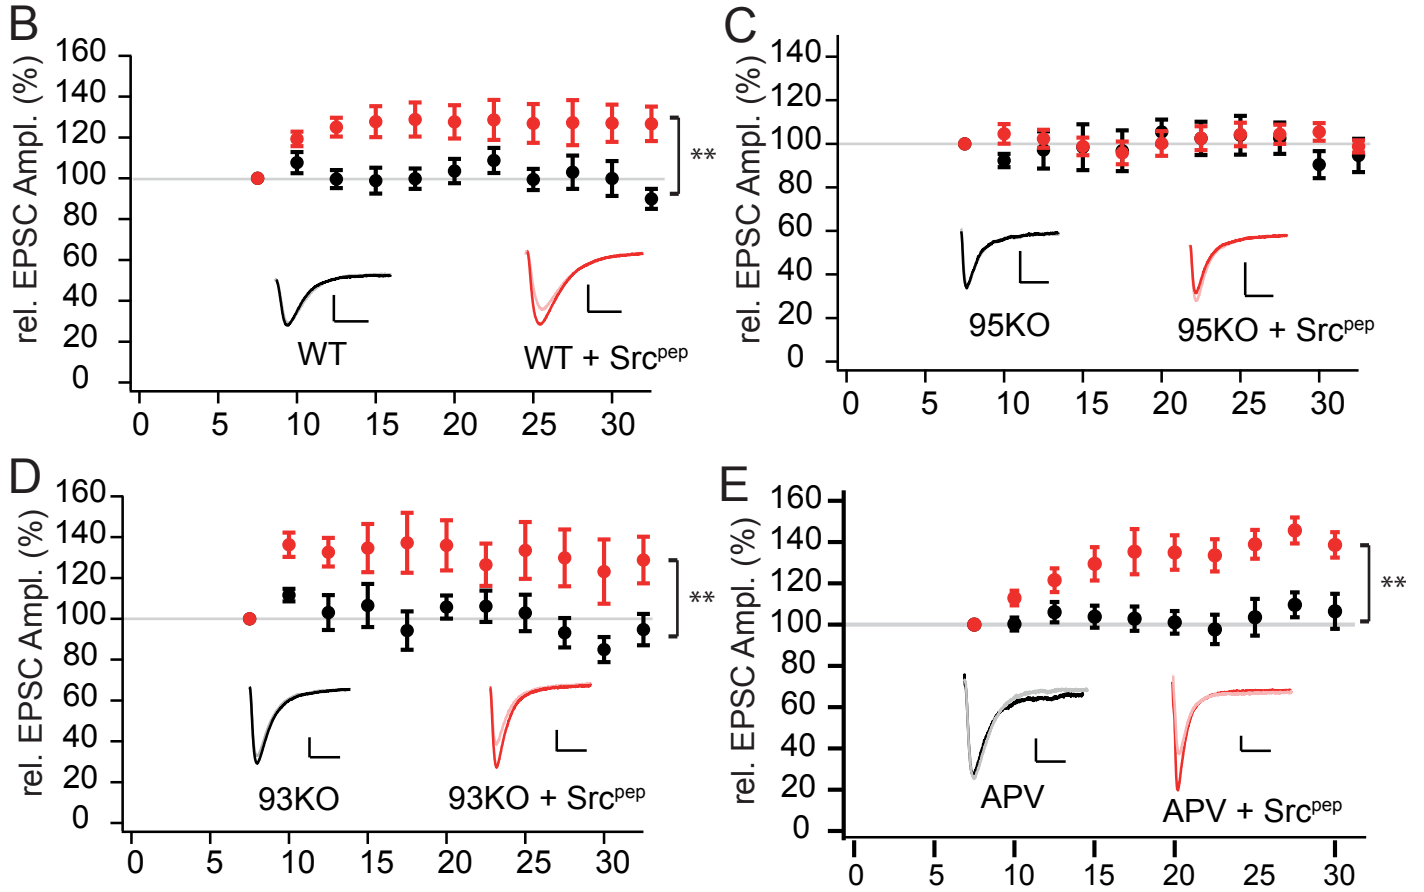 B
rel. EPSC Ampl. (%)
160
140
120
100
80
60
40
20
0
**
WT
WT + Srcpep
0 5 10 15 20 25 30
C
rel. EPSC Ampl. (%)
140
120
100
80
60
40
20
0
95KO
95KO + Srcpep
0 5 10 15 20 25 30
D
rel. EPSC Ampl. (%)
160
140
120
100
80
60
40
20
0
**
93KO
93KO + Srcpep
0 5 10 15 20 25 30
E
rel. EPSC Ampl. (%)
160
140
120
100
80
60
40
20
0
**
APV
APV + Srcpep
0 5 10 15 20 25 30